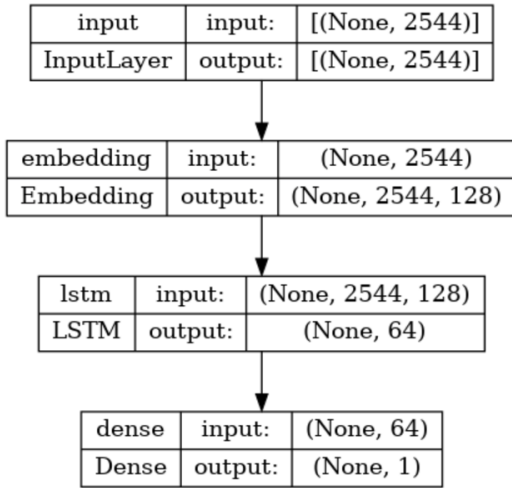 input input: [(None, 2544)]
InputLayer output: [(None, 2544)]
embedding input: (None, 2544)
Embedding output: (None, 2544, 128)
lstm input: (None, 2544, 128)
LSTM output: (None, 64)
dense input: (None, 64)
Dense output: (None, 1)